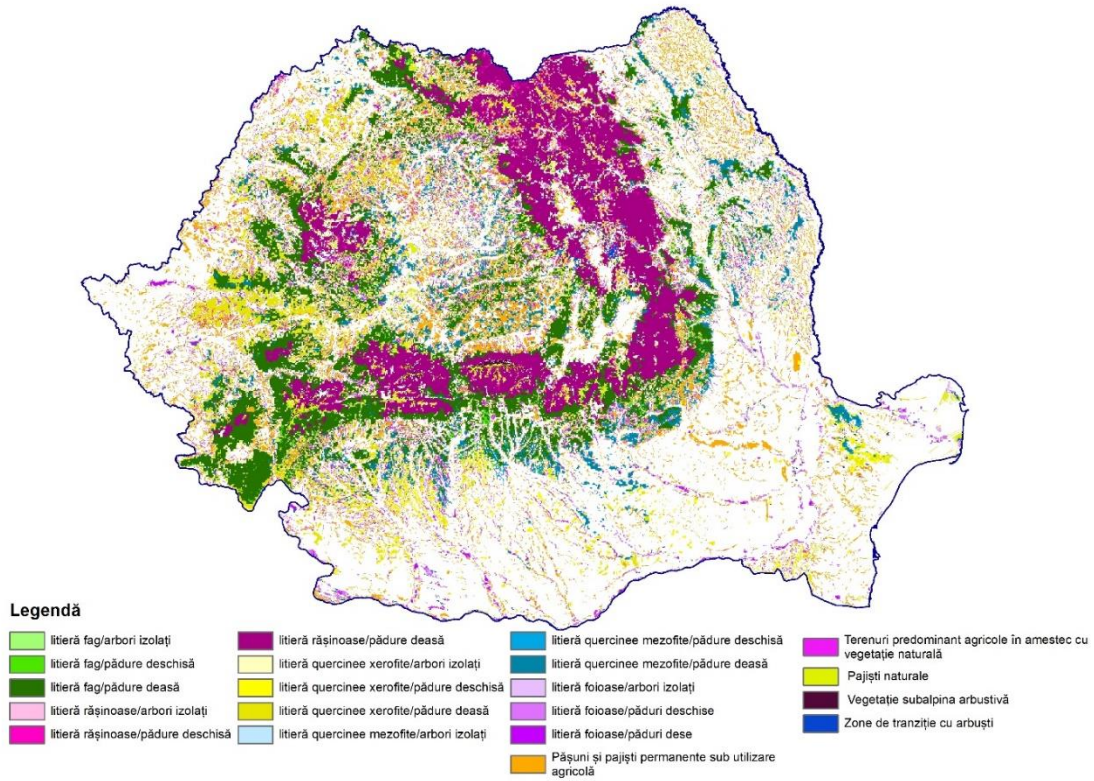 Legendă
litieră fag/arbori izolați
litieră fag/pădure deschisă
litieră fag/pădure deasă
litieră rășinoase/arbori izolați
litieră rășinoase/pădure deschisă
litieră rășinoase/pădure deasă
litieră quercinee xerofite/arbori izolați
litieră quercinee xerofite/pădure deschisă
litieră quercinee xerofite/pădure deasă
litieră quercinee mezofite/arbori izolați
litieră quercinee mezofite/pădure deschisă
litieră quercinee mezofite/pădure deasă
litieră foioase/arbori izolați
litieră foioase/păduri deschise
litieră foioase/păduri dese
Pășuni și pajiști permanente sub utilizare
agricolă
Terenuri predominant agricole în amestec cu
vegetație naturală
Pajiști naturale
Vegetație subalpina arbustivă
Zone de tranziție cu arbuști